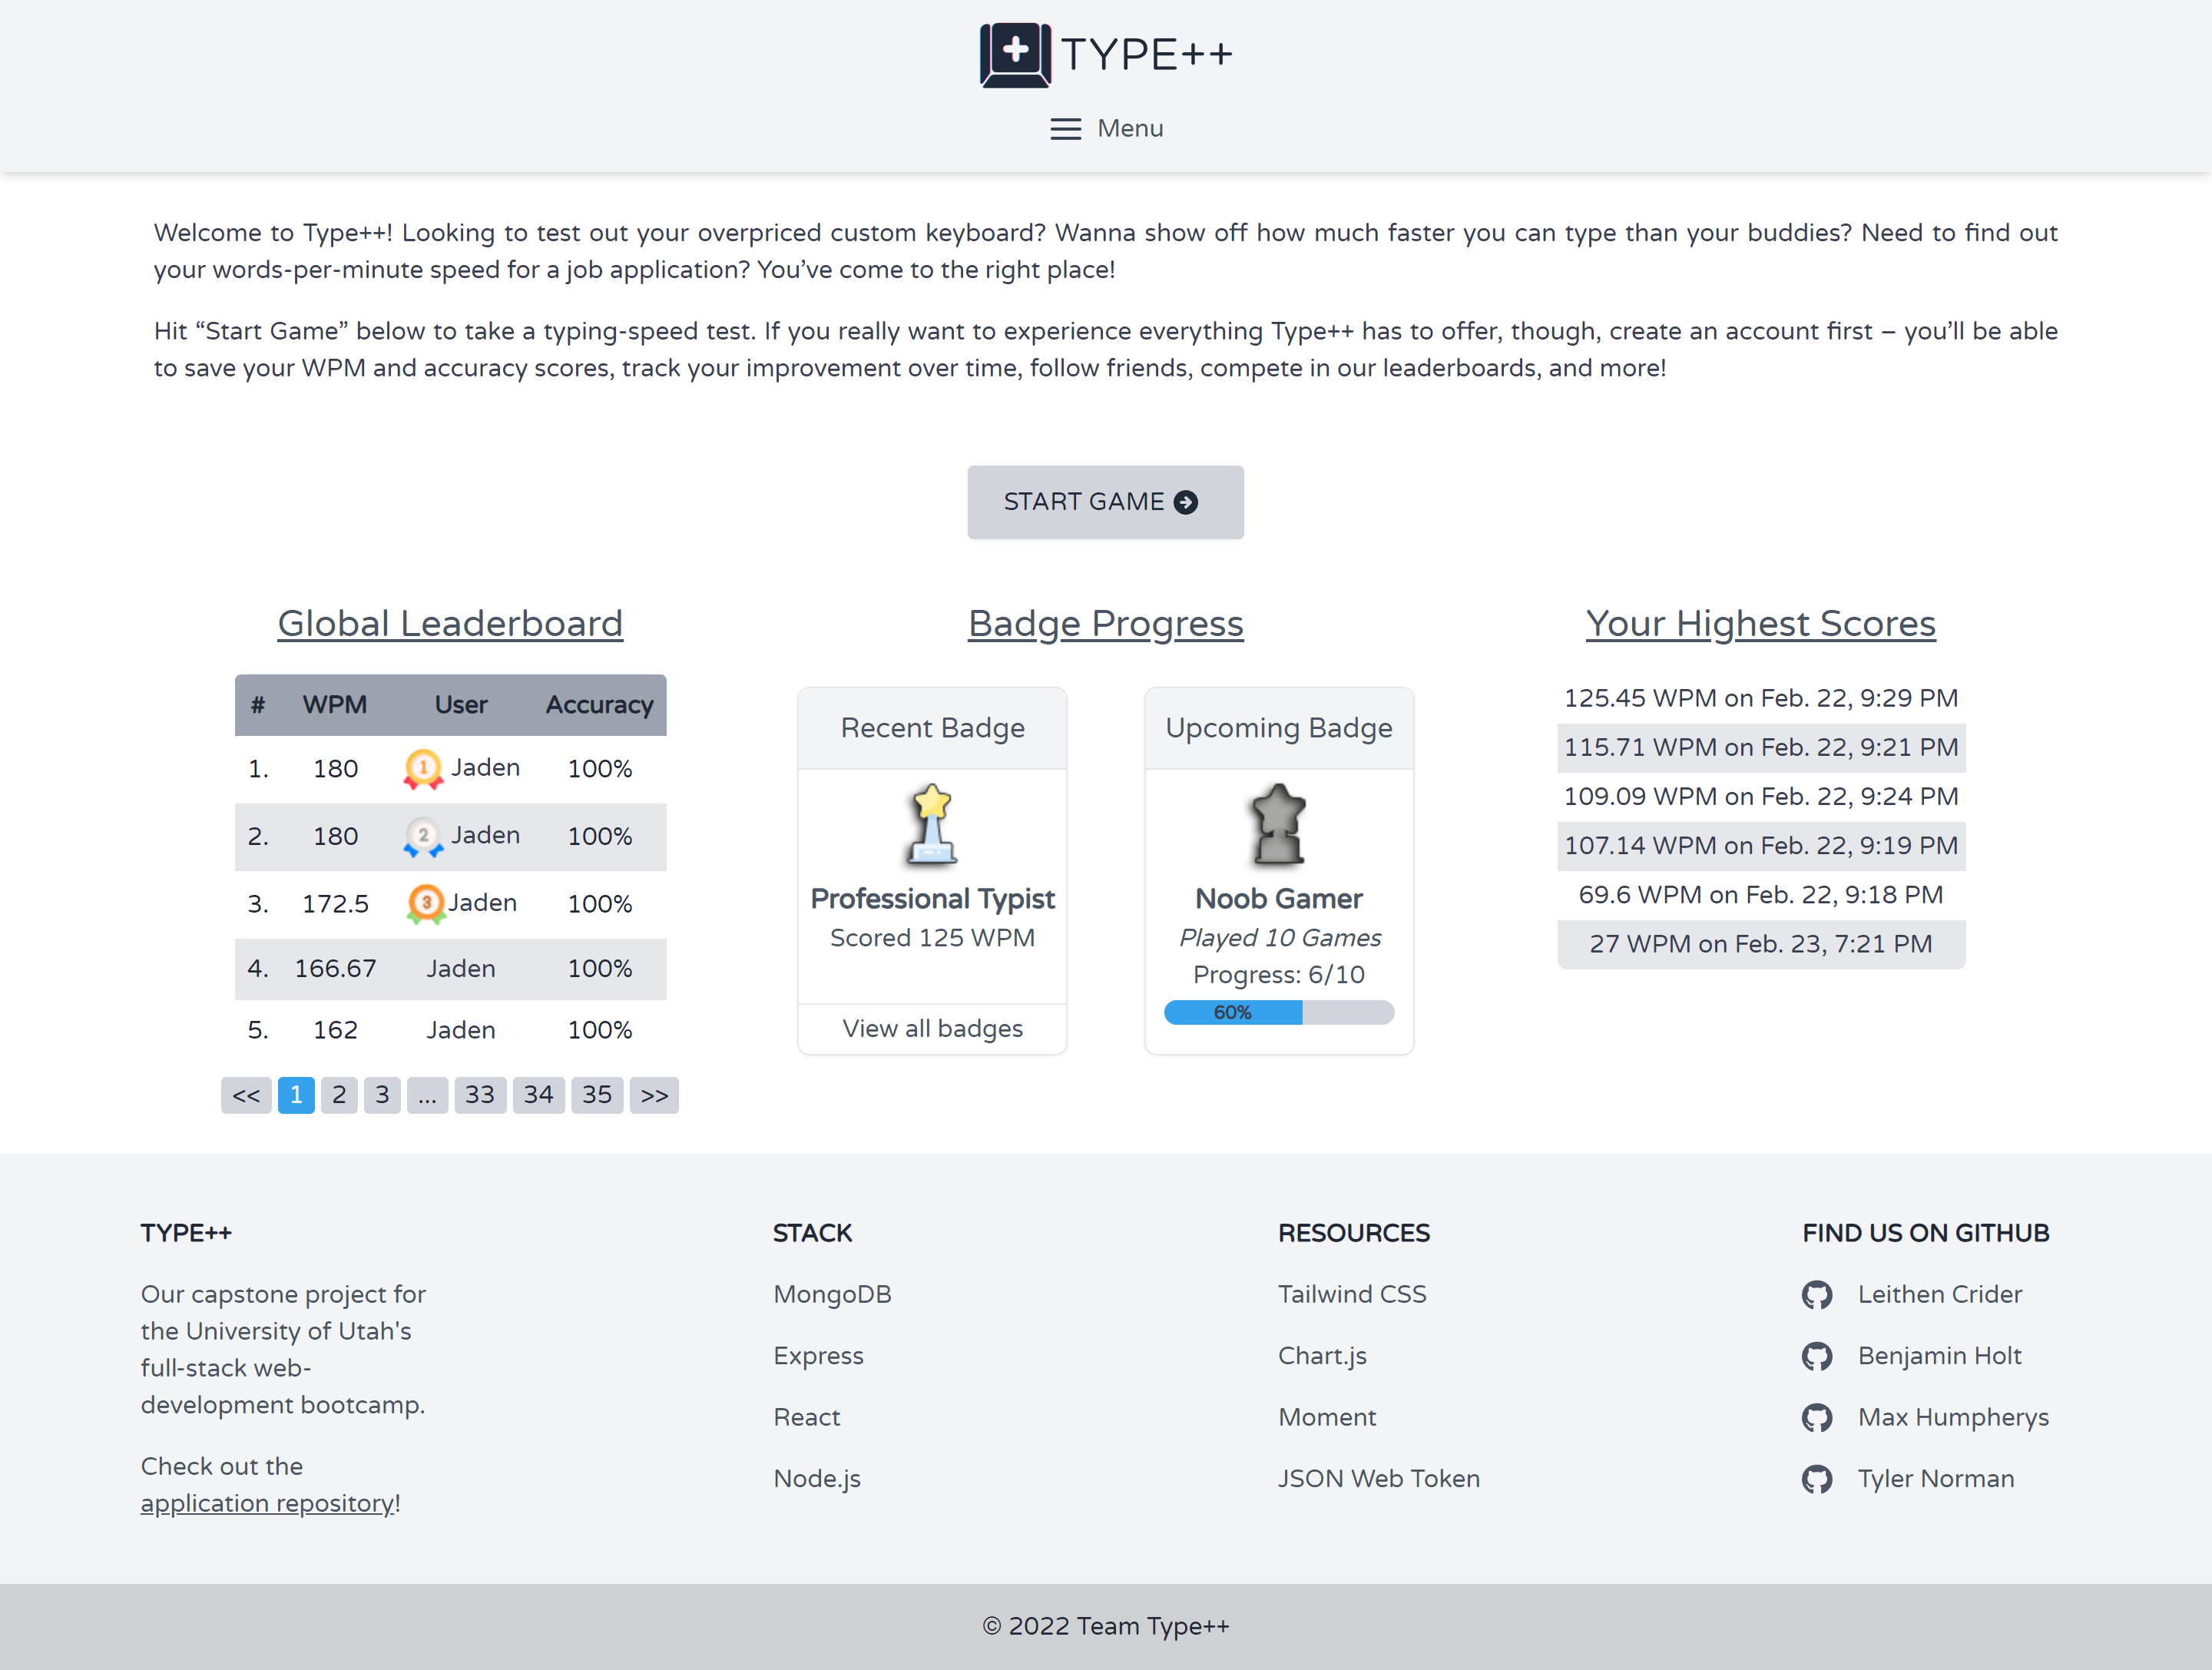 TYPE++
Menu
Welcome to Type++! Looking to test out your overpriced custom keyboard? Wanna show off how much faster you can type than your buddies? Need to find out
your words-per-minute speed for a job application? You’ve come to the right place!
Hit “Start Game” below to take a typing-speed test. If you really want to experience everything Type++ has to offer, though, create an account first – you’ll be able
to save your WPM and accuracy scores, track your improvement over time, follow friends, compete in our leaderboards, and more!
START GAME
Global Leaderboard
# WPM User Accuracy
1. 180 1 Jaden 100%
2. 180 2 Jaden 100%
3. 172.5 3 Jaden 100%
4. 166.67 Jaden 100%
5. 162 Jaden 100%
<< 1 2 3 ... 33 34 35 >>
Badge Progress
Recent Badge
Professional Typist
Scored 125 WPM
View all badges
Upcoming Badge
Noob Gamer
Played 10 Games
Progress: 6/10
60%
Your Highest Scores
125.45 WPM on Feb. 22, 9:29 PM
115.71 WPM on Feb. 22, 9:21 PM
109.09 WPM on Feb. 22, 9:24 PM
107.14 WPM on Feb. 22, 9:19 PM
69.6 WPM on Feb. 22, 9:18 PM
27 WPM on Feb. 23, 7:21 PM
TYPE++
Our capstone project for
the University of Utah's
full-stack web-
development bootcamp.
Check out the
application repository!
STACK
MongoDB
Express
React
Node.js
RESOURCES
Tailwind CSS
Chart.js
Moment
JSON Web Token
FIND US ON GITHUB
Leithen Crider
Benjamin Holt
Max Humpherys
Tyler Norman
© 2022 Team Type++